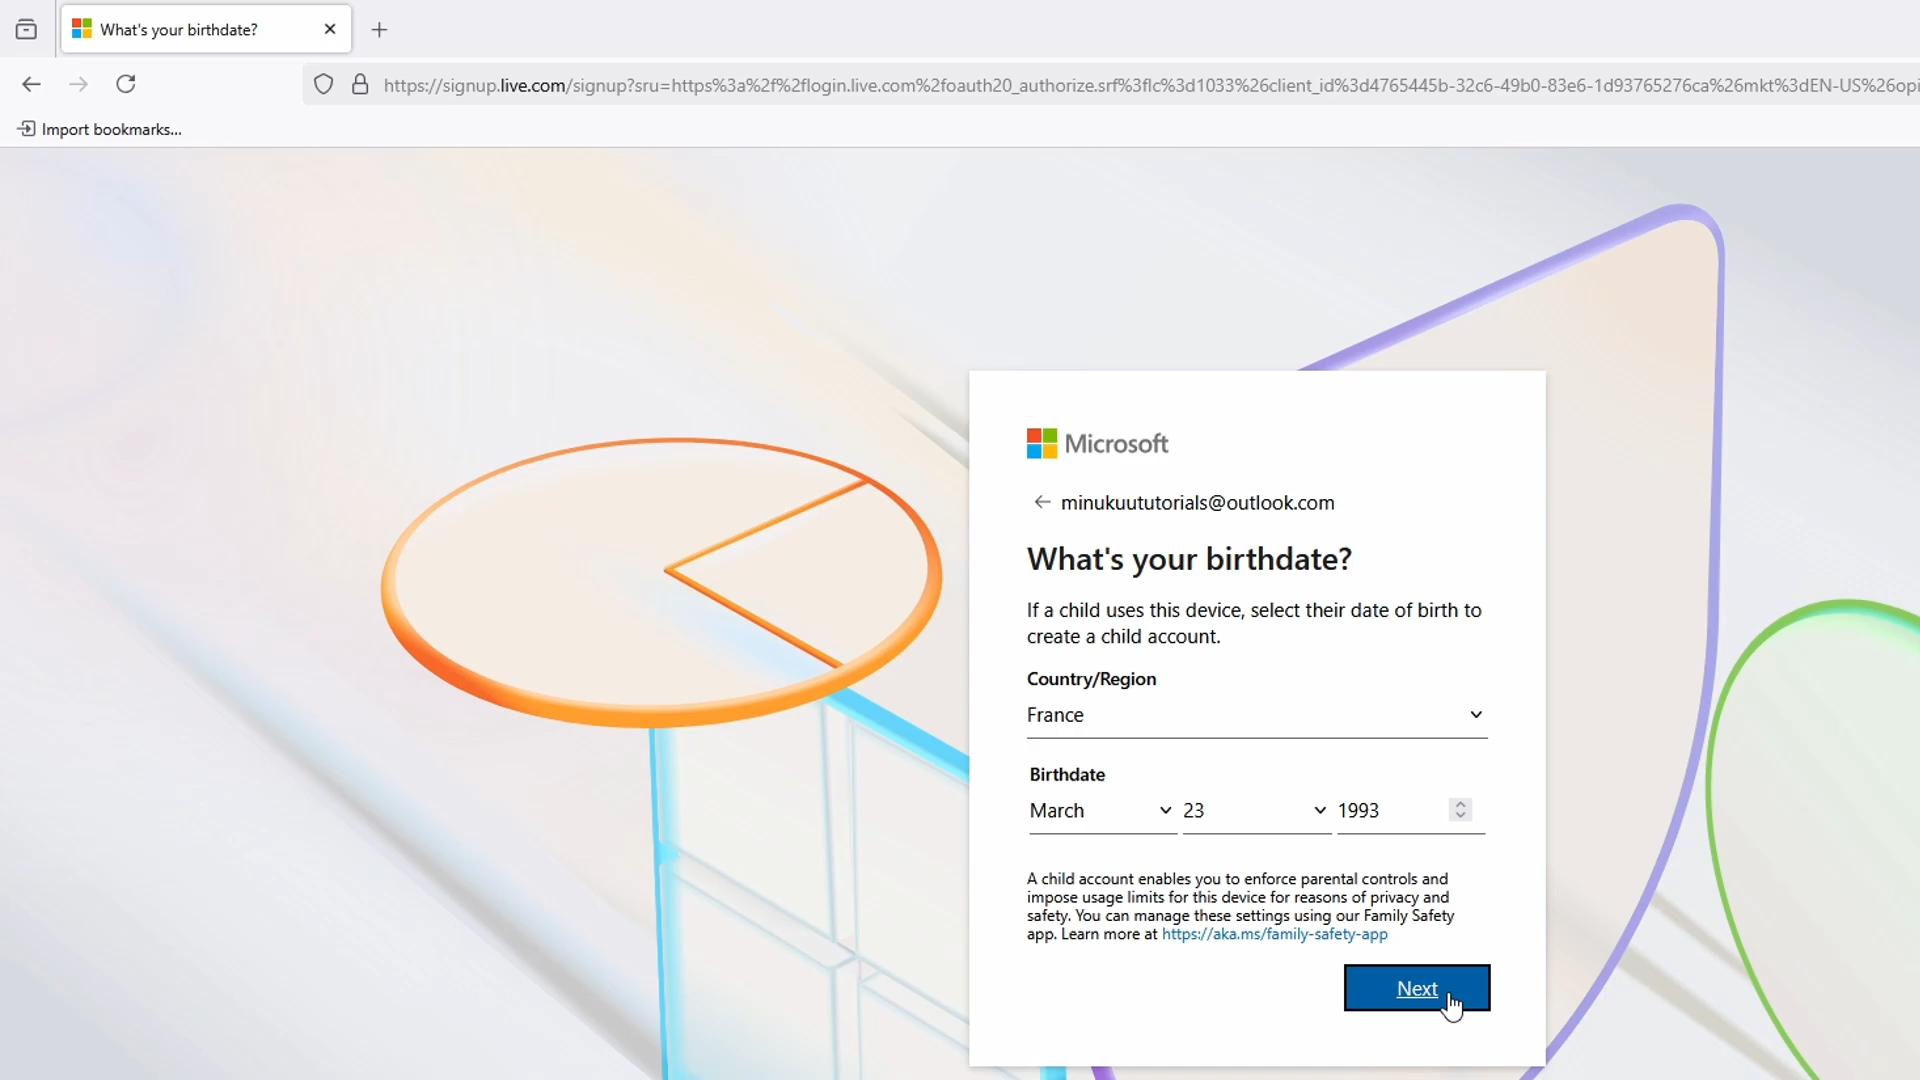 What's your birthdate?
https://signup.live.com/signup?sru=https%3a%2f%2flogin.live.com%2foauth20_authorize.srf%3flc%3d1033%26client_id%3d4765445b-32c6-49b0-83e6-1d93765276ca%26mkt%3dEN-US%26opi
Import bookmarks...
Microsoft
minukuututorials@outlook.com
What's your birthdate?
If a child uses this device, select their date of birth to
create a child account.
Country/Region
France
Birthdate
March 23 1993
A child account enables you to enforce parental controls and
impose usage limits for this device for reasons of privacy and
safety. You can manage these settings using our Family Safety
app. Learn more at https://aka.ms/family-safety-app
Next